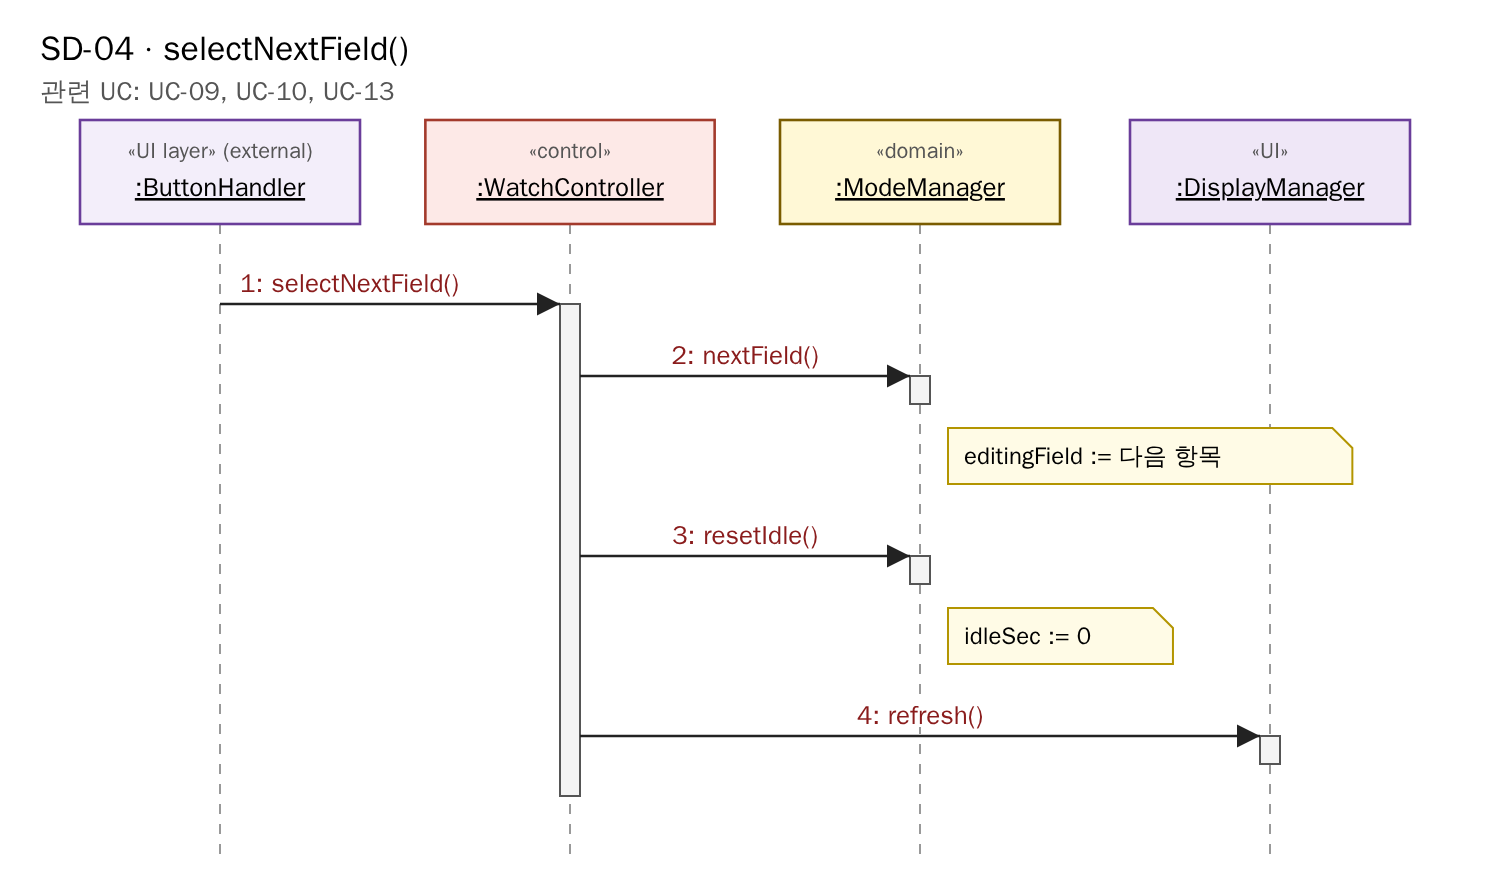 SD-04 · selectNextField()
관련 UC: UC-09, UC-10, UC-13
«UI layer» (external)
:ButtonHandler
«control»
:WatchController
«domain»
:ModeManager
«UI»
:DisplayManager
1: selectNextField()
2: nextField()
editingField := 다음 항목
3: resetIdle()
idleSec := 0
4: refresh()